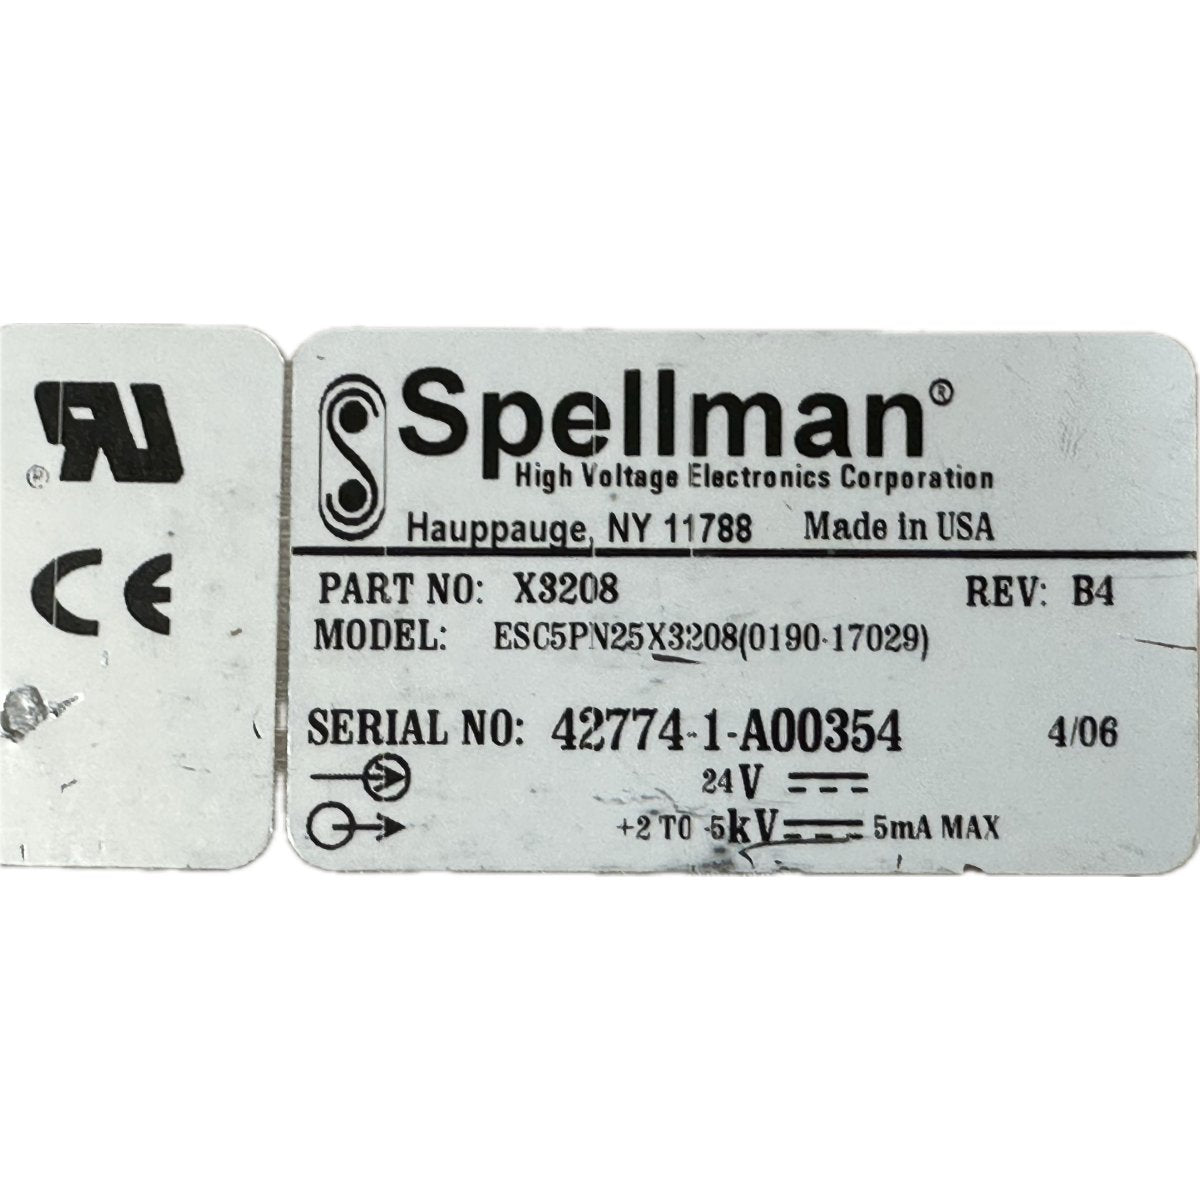 Spellman®
High Voltage Electronics Corporation
Hauppauge, NY 11788 Made in USA
PART NO: X3208 REV: B4
MODEL: ESC5PN25X3208(0190-17029)
SERIAL NO: 42774-1-A00354 4/06
24V
+2 TO -5kV 5mA MAX
RU
®
CE